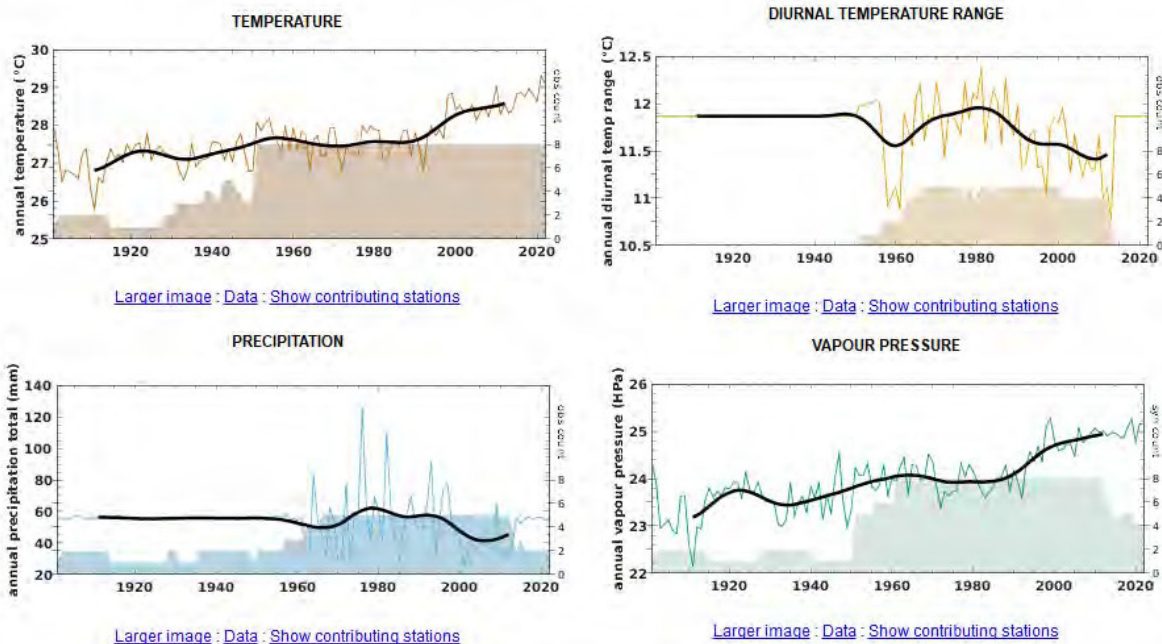 TEMPERATURE
annual temperature (°C)
30
29
28
27
26
25
obs count
8
6
4
2
0
1920 1940 1960 1980 2000 2020
Larger image : Data : Show contributing stations
DIURNAL TEMPERATURE RANGE
annual diurnal temp range (°C)
12.5
12
11.5
11
10.5
obs count
8
6
4
2
0
1920 1940 1960 1980 2000 2020
Larger image : Data : Show contributing stations
PRECIPITATION
annual precipitation total (mm)
140
120
100
80
60
40
20
obs count
8
6
4
2
0
1920 1940 1960 1980 2000 2020
Larger image : Data : Show contributing stations
VAPOUR PRESSURE
annual vapour pressure (HPa)
26
25
24
23
22
syn count
8
6
4
2
0
1920 1940 1960 1980 2000 2020
Larger image : Data : Show contributing stations